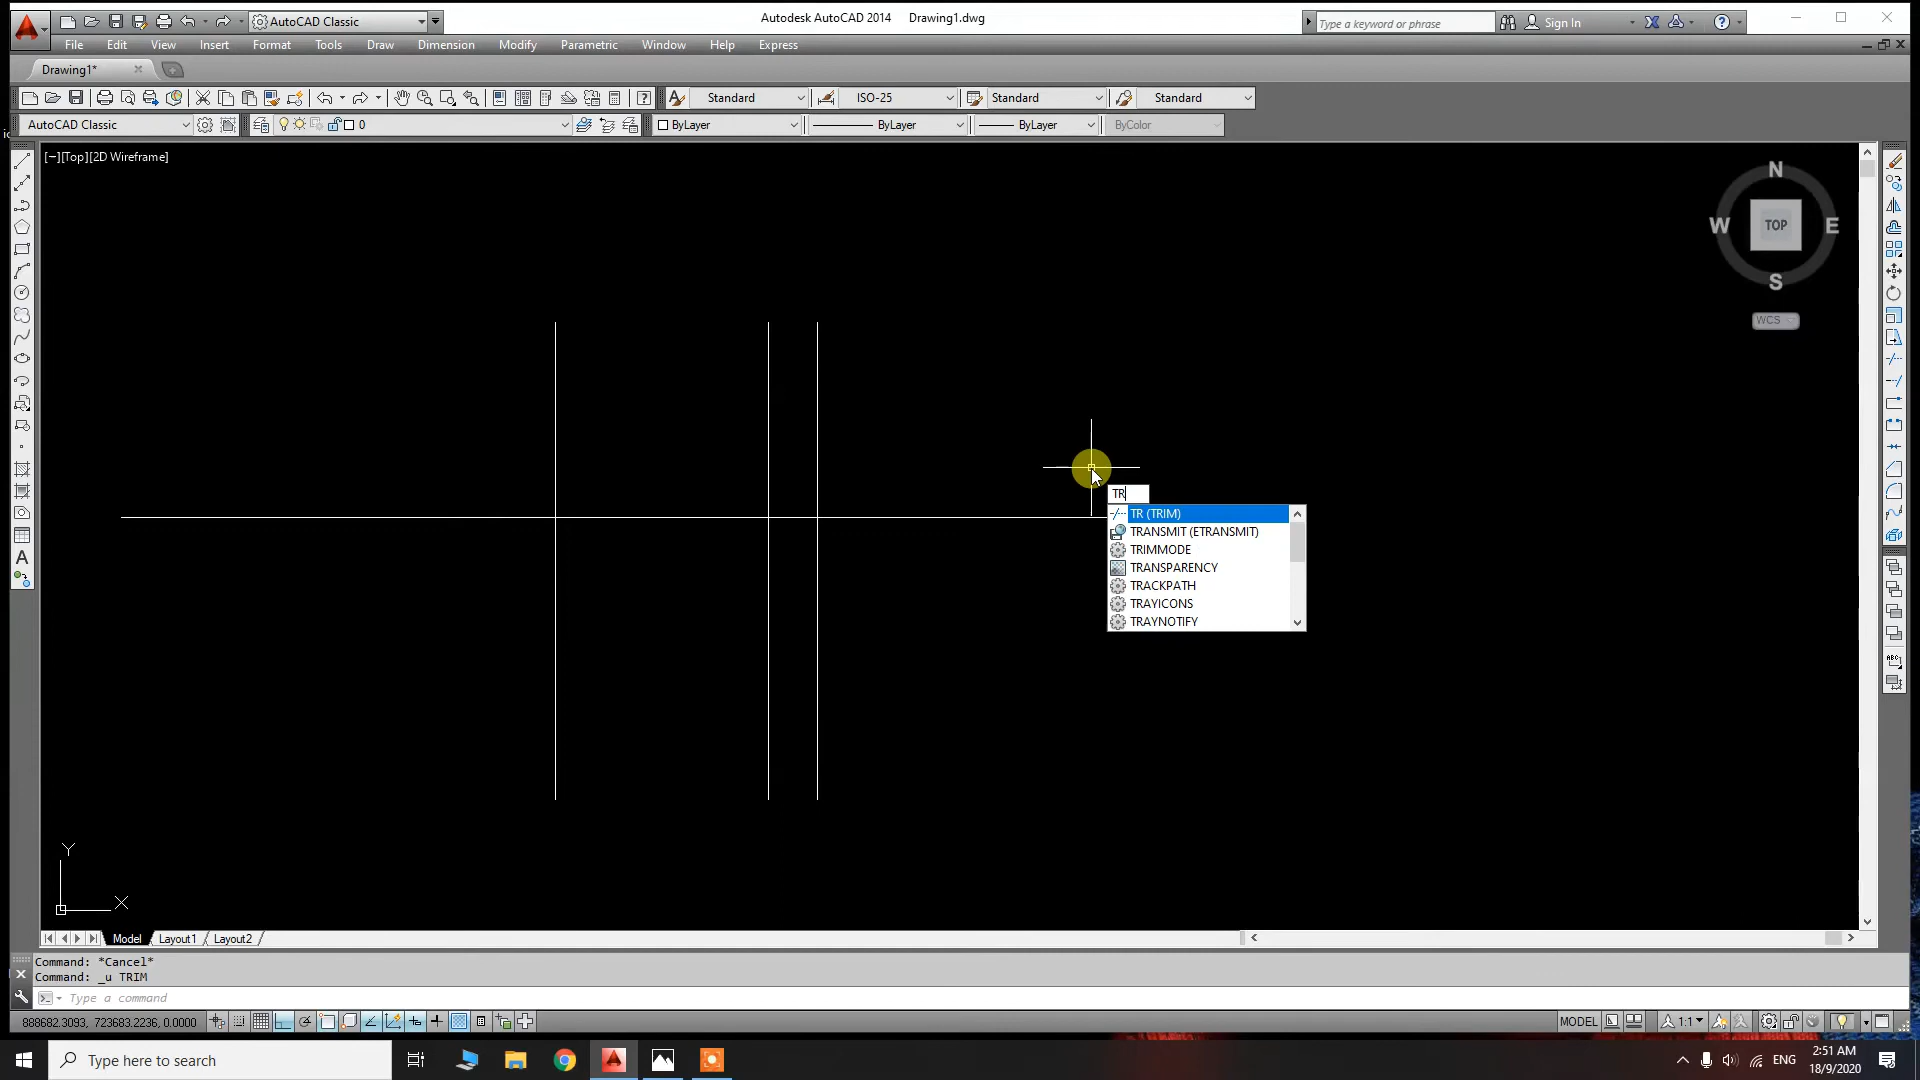 AutoCAD Classic
Autodesk AutoCAD 2014 Drawing1.dwg
Type a keyword or phrase
Sign In
File Edit View Insert Format Tools Draw Dimension Modify Parametric Window Help Express
Drawing1*
Standard ISO-25 Standard Standard
AutoCAD Classic 0 ByLayer ByLayer ByLayer ByColor
[−][Top][2D Wireframe]
N
W TOP E
S
WCS
TR
TR (TRIM)
TRANSMIT (ETRANSMIT)
TRIMMODE
TRANSPARENCY
TRACKPATH
TRAYICONS
TRAYNOTIFY
A
ABC
Y
X
Model Layout1 Layout2
Command: *Cancel*
Command: _u TRIM
Type a command
888682.3093, 723683.2236, 0.0000
MODEL 1:1
Type here to search
ENG
2:51 AM
18/9/2020